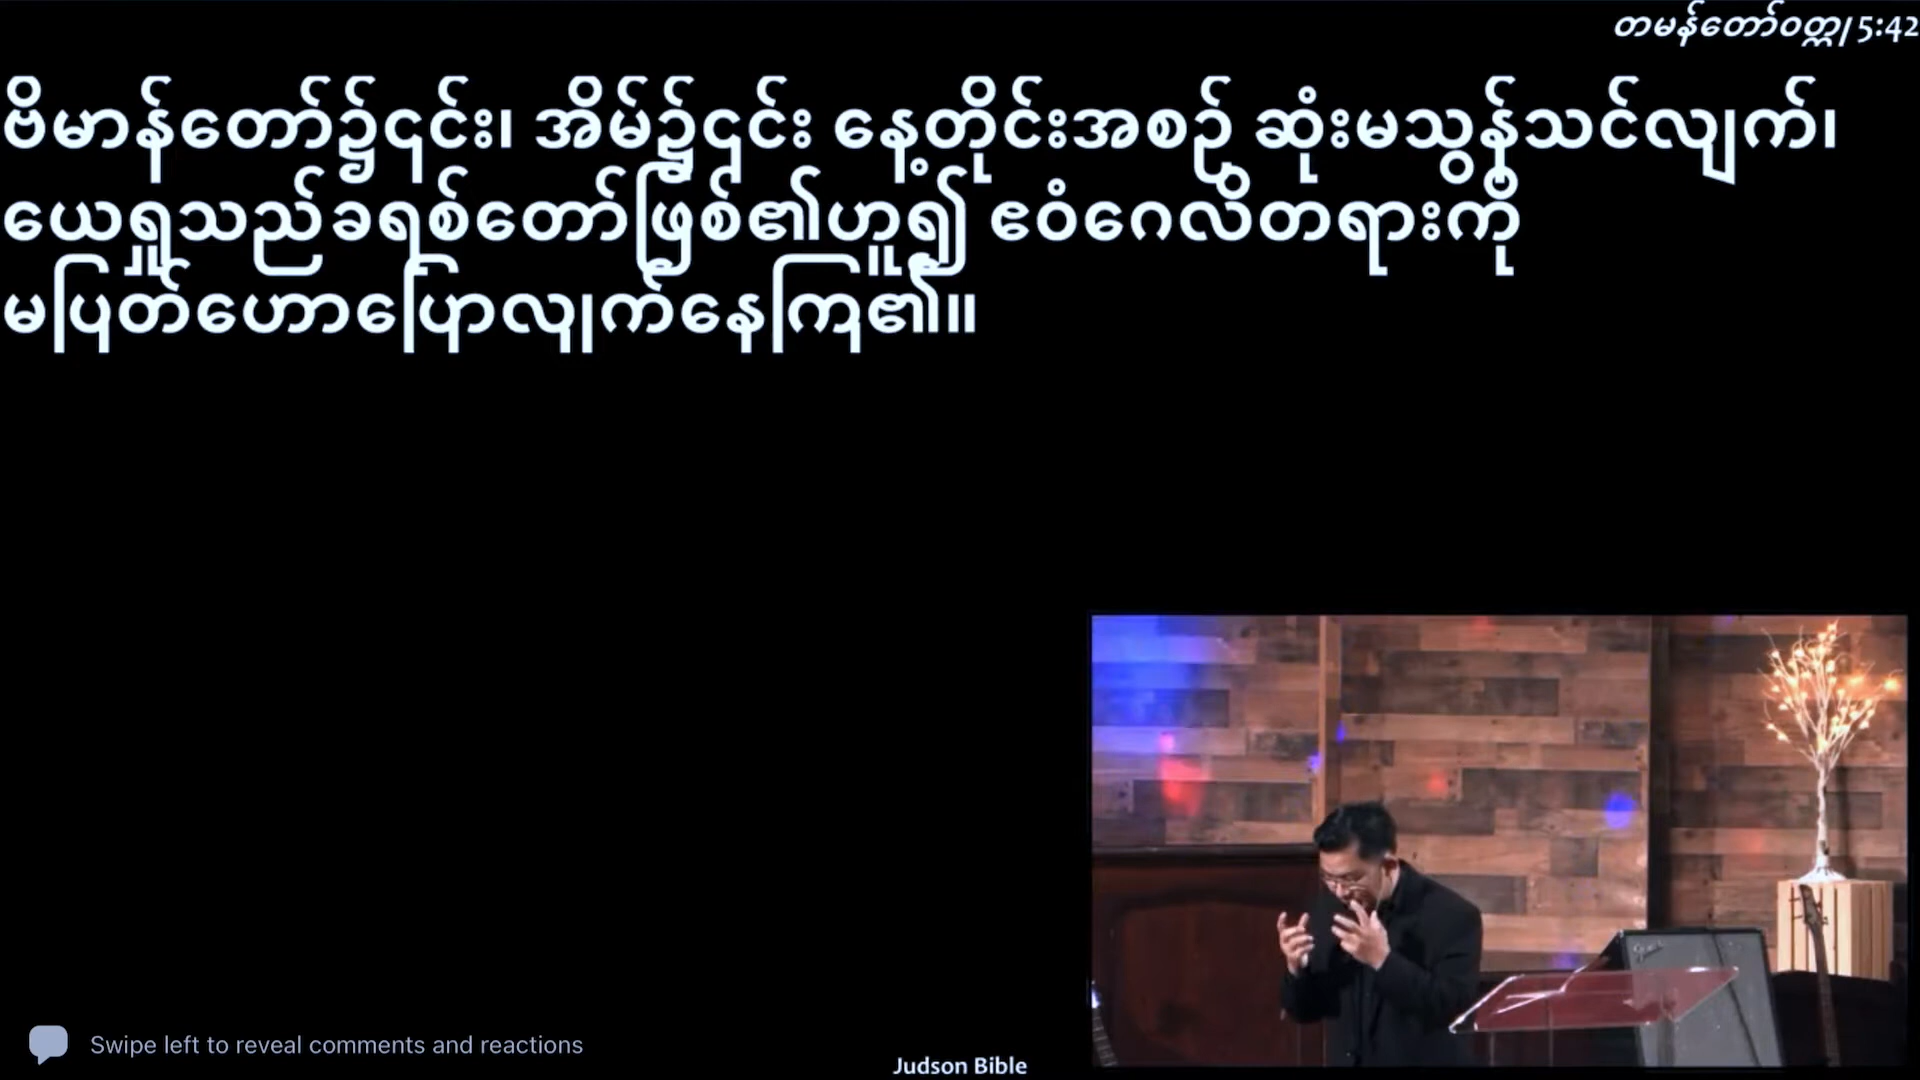 တမန်တော်ဝတ္ထု 5:42
ဗိမာန်တော်၌၎င်း၊ အိမ်၌၎င်း နေ့တိုင်းအစဉ် ဆုံးမသွန်သင်လျက်၊
ယေရှုသည်ခရစ်တော်ဖြစ်၏ဟူ၍ ဧဝံဂေလိတရားကို
မပြတ်ဟောပြောလျက်နေကြ၏။
Swipe left to reveal comments and reactions
Judson Bible